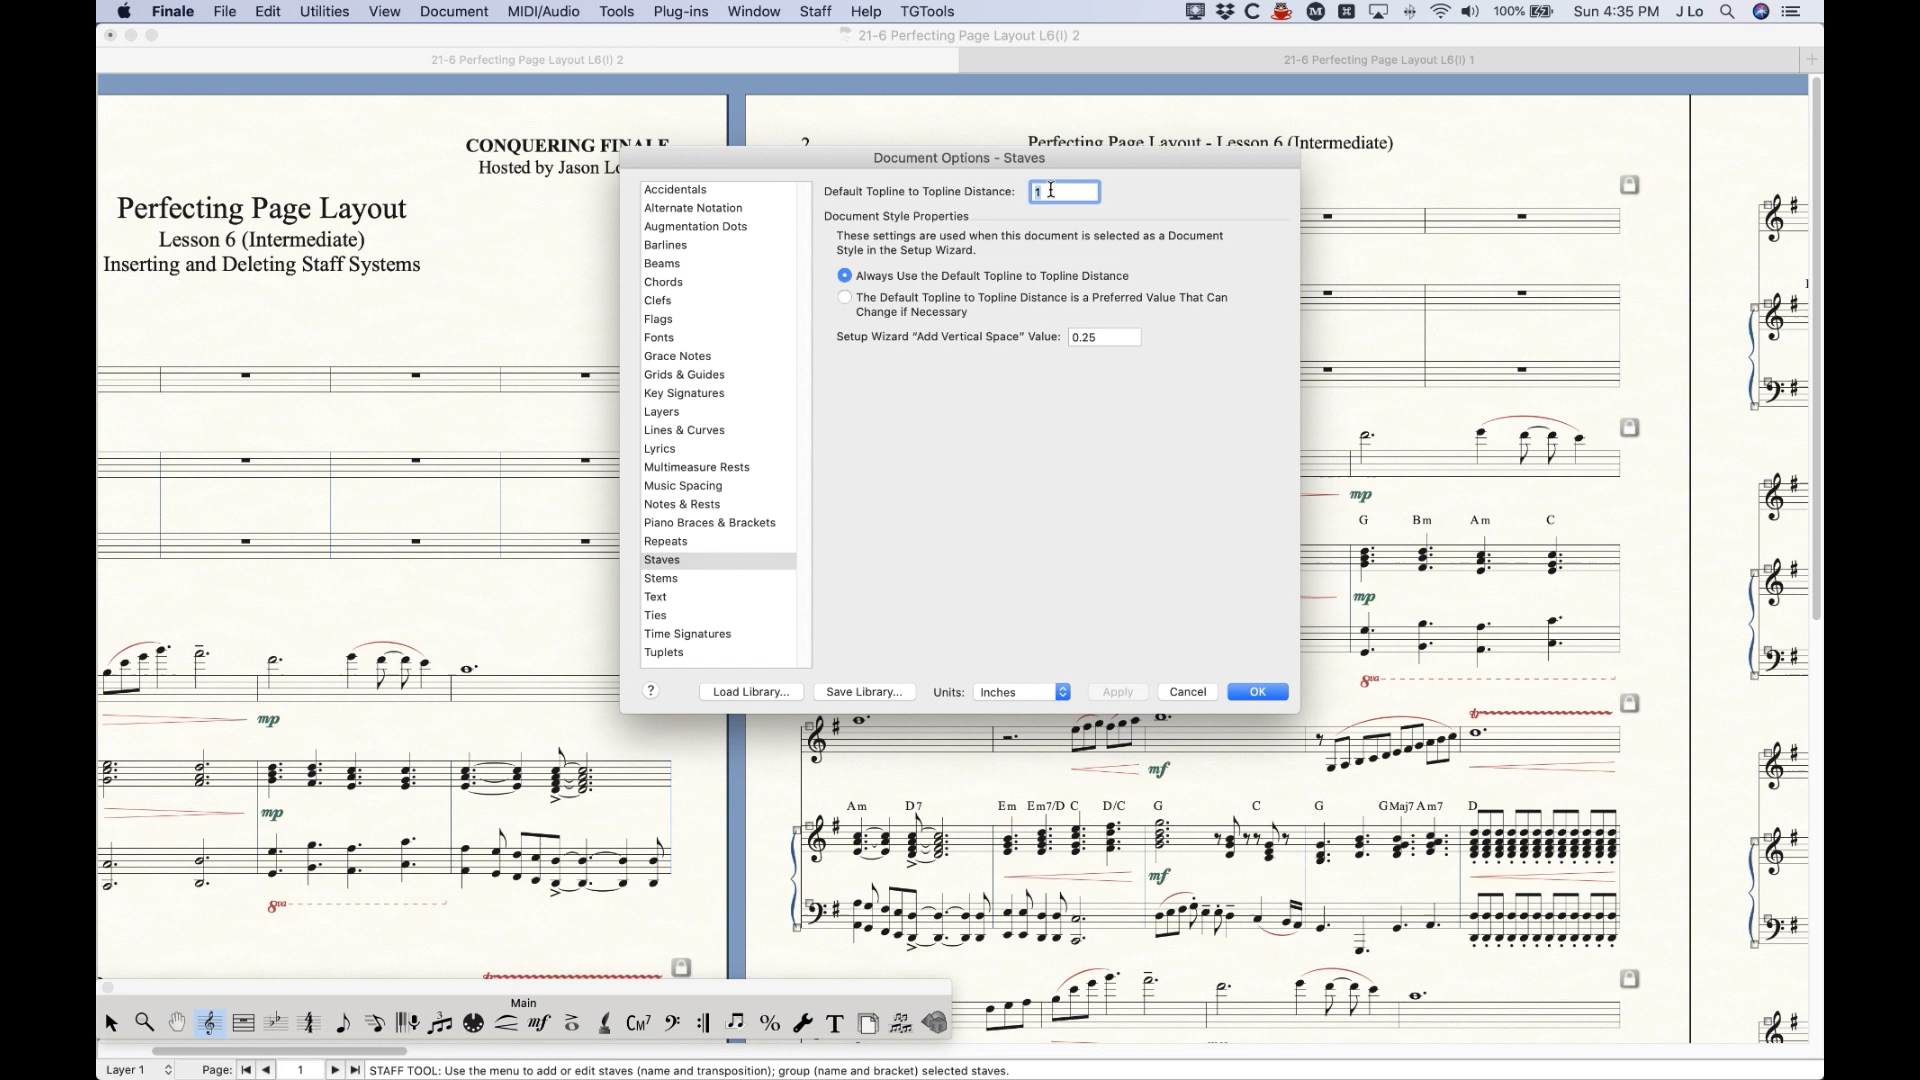 Finale File Edit Utilities View Document MIDI/Audio Tools Plug-ins Window Staff Help TGTools 100% Sun 4:35 PM J Lo
21-6 Perfecting Page Layout L6(I) 2
21-6 Perfecting Page Layout L6(I) 2 21-6 Perfecting Page Layout L6(I) 1
CONQUERING FINALE
Hosted by Jason Lo
Perfecting Page Layout
Lesson 6 (Intermediate)
Inserting and Deleting Staff Systems
2 Perfecting Page Layout - Lesson 6 (Intermediate)
Document Options - Staves
Accidentals
Alternate Notation
Augmentation Dots
Barlines
Beams
Chords
Clefs
Flags
Fonts
Grace Notes
Grids & Guides
Key Signatures
Layers
Lines & Curves
Lyrics
Multimeasure Rests
Music Spacing
Notes & Rests
Piano Braces & Brackets
Repeats
Staves
Stems
Text
Ties
Time Signatures
Tuplets
Default Topline to Topline Distance: 1
Document Style Properties
These settings are used when this document is selected as a Document
Style in the Setup Wizard.
Always Use the Default Topline to Topline Distance
The Default Topline to Topline Distance is a Preferred Value That Can
Change if Necessary
Setup Wizard "Add Vertical Space" Value: 0.25
? Load Library... Save Library... Units: Inches Apply Cancel OK
mp
G Bm Am C
mp
8va
mp
mp
8va
mf
Am D7 Em Em7/D C D/C G C G GMaj7 Am7 D
mf
Main
mf CM7 % T
Layer 1 Page: 1 STAFF TOOL: Use the menu to add or edit staves (name and transposition); group (name and bracket) selected staves.